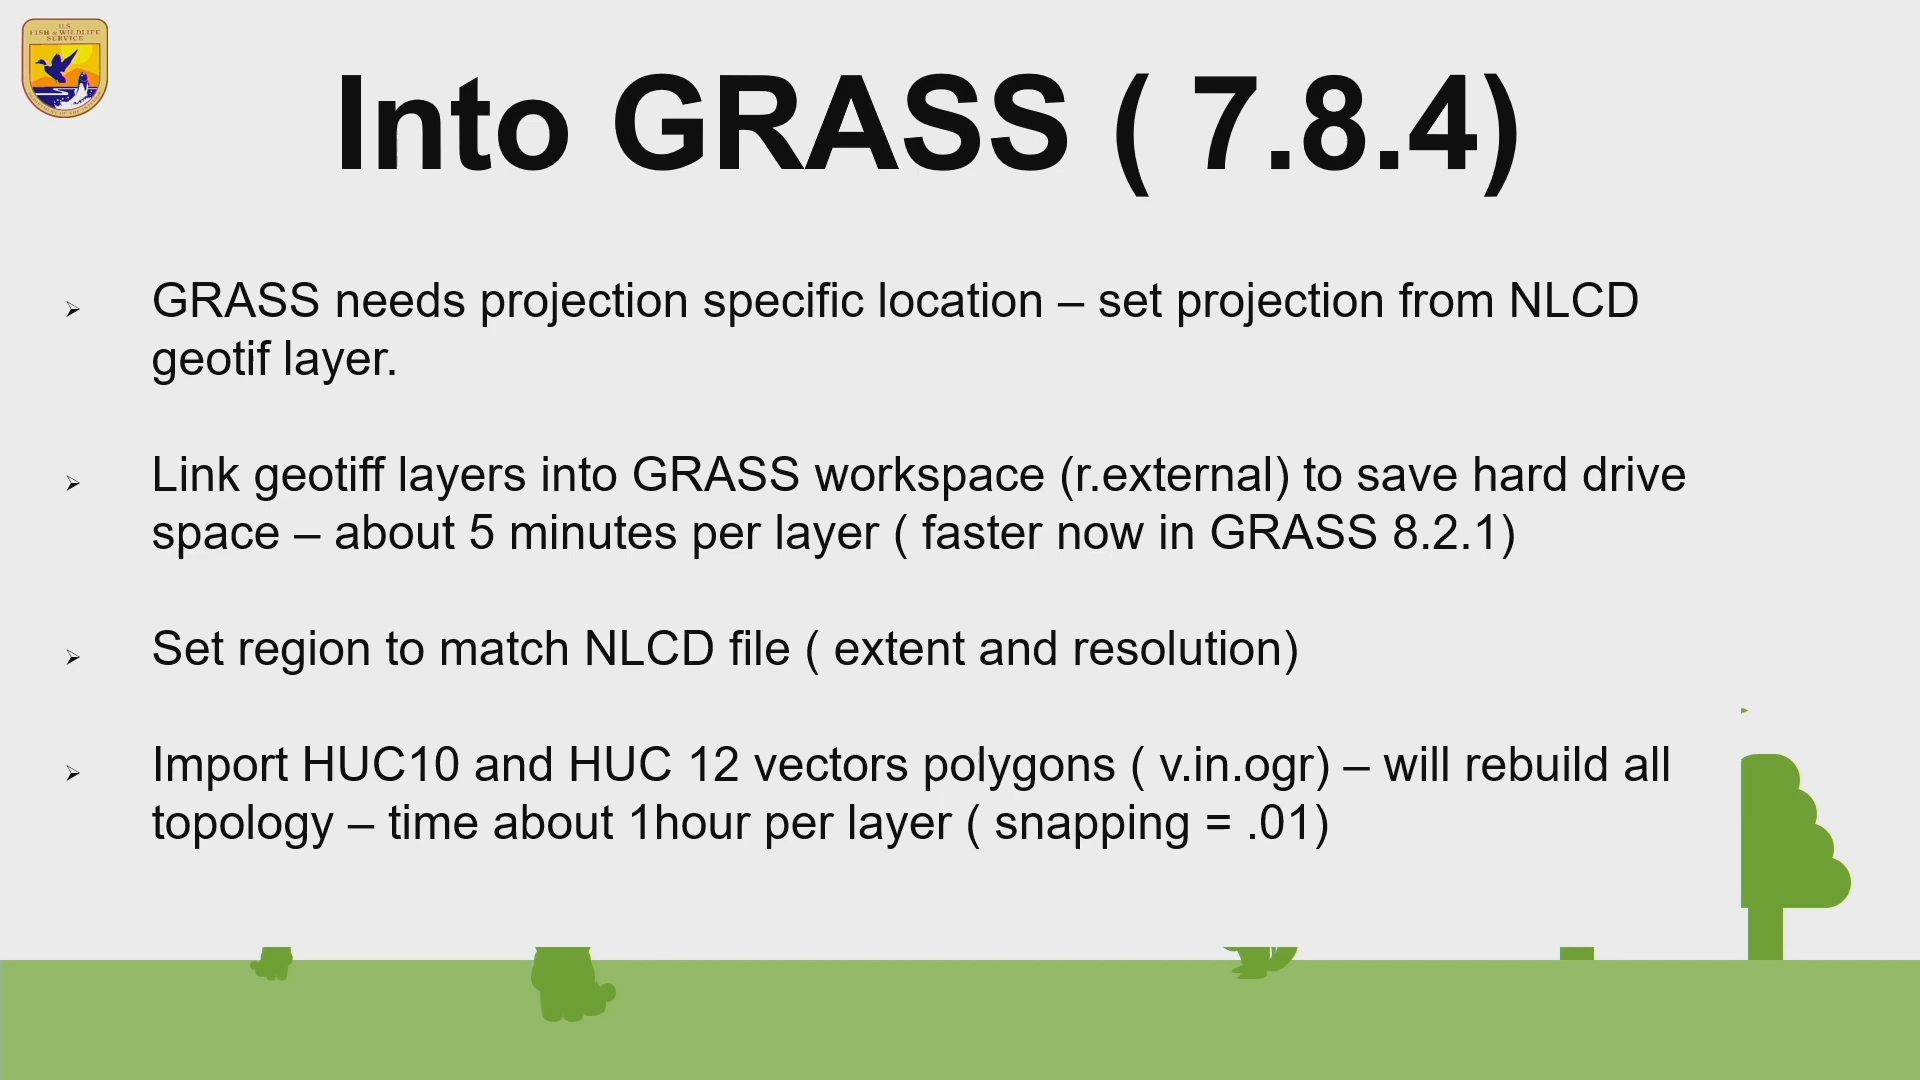 U.S.
FISH & WILDLIFE
SERVICE
Into GRASS ( 7.8.4)
GRASS needs projection specific location – set projection from NLCD
geotif layer.
Link geotiff layers into GRASS workspace (r.external) to save hard drive
space – about 5 minutes per layer ( faster now in GRASS 8.2.1)
Set region to match NLCD file ( extent and resolution)
Import HUC10 and HUC 12 vectors polygons ( v.in.ogr) – will rebuild all
topology – time about 1hour per layer ( snapping = .01)